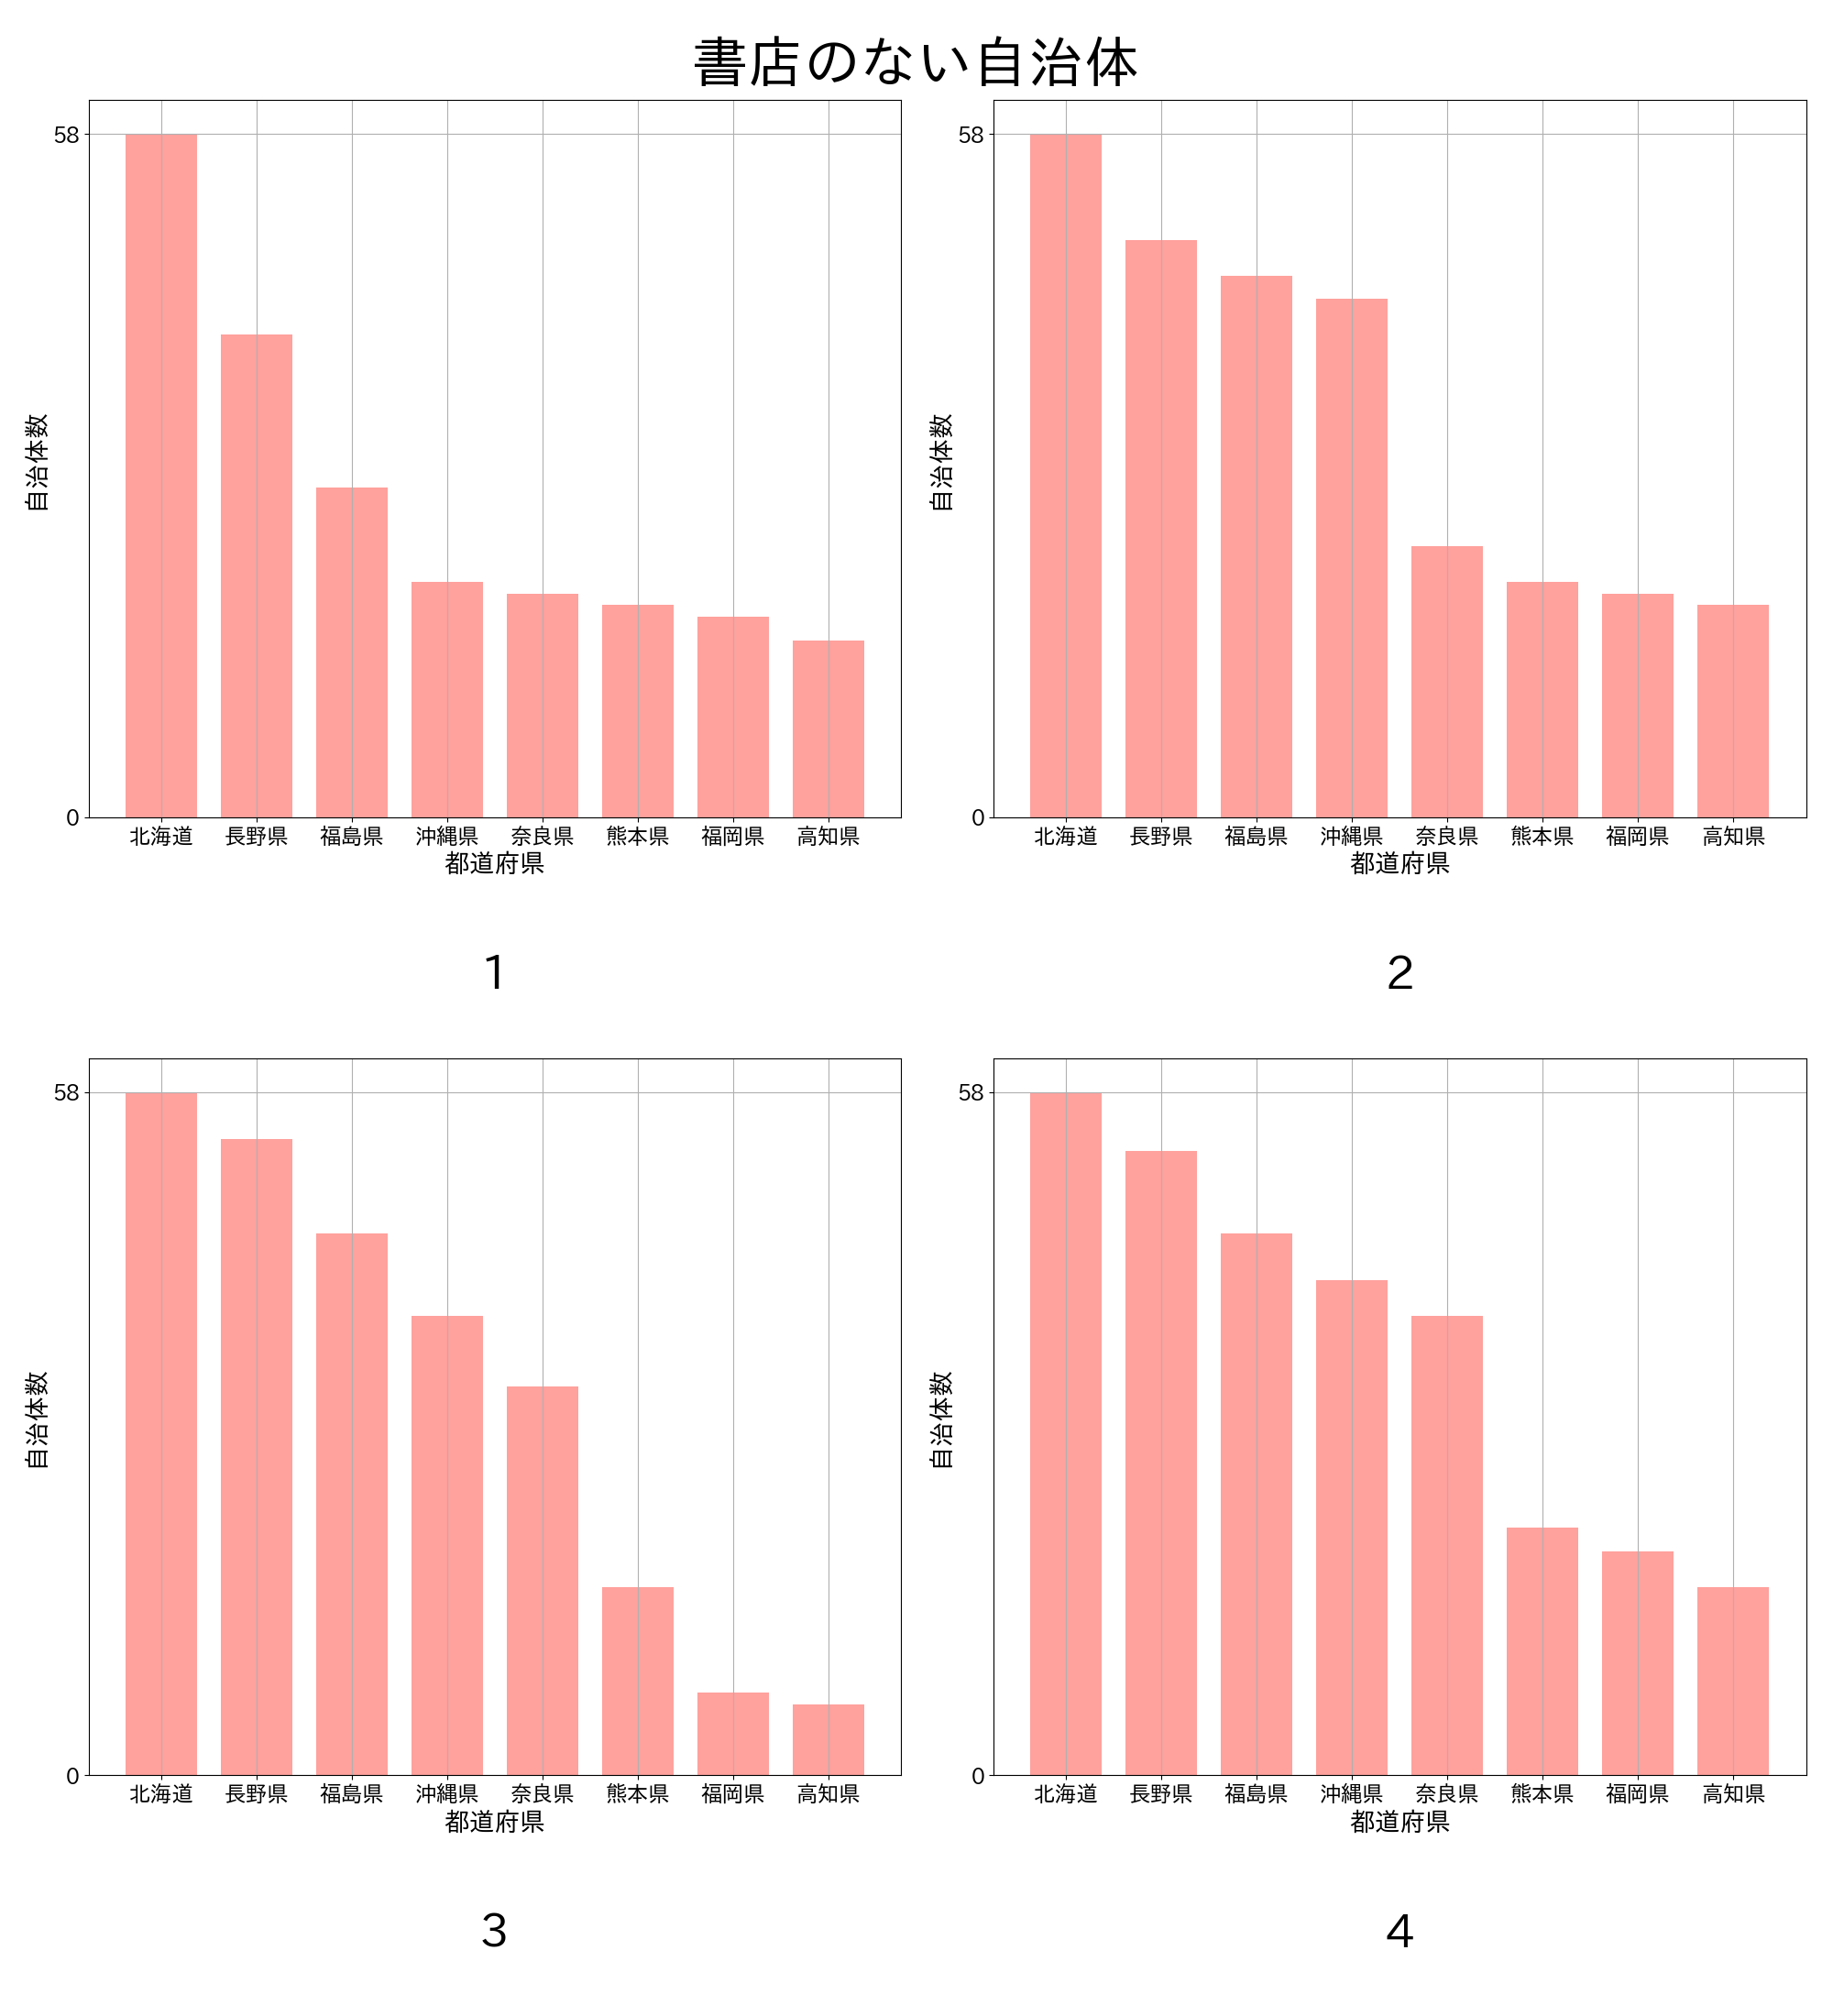 書店のない自治体
58
0
自治体数
北海道 長野県 福島県 沖縄県 奈良県 熊本県 福岡県 高知県
都道府県
1
58
0
自治体数
北海道 長野県 福島県 沖縄県 奈良県 熊本県 福岡県 高知県
都道府県
2
58
0
自治体数
北海道 長野県 福島県 沖縄県 奈良県 熊本県 福岡県 高知県
都道府県
3
58
0
自治体数
北海道 長野県 福島県 沖縄県 奈良県 熊本県 福岡県 高知県
都道府県
4